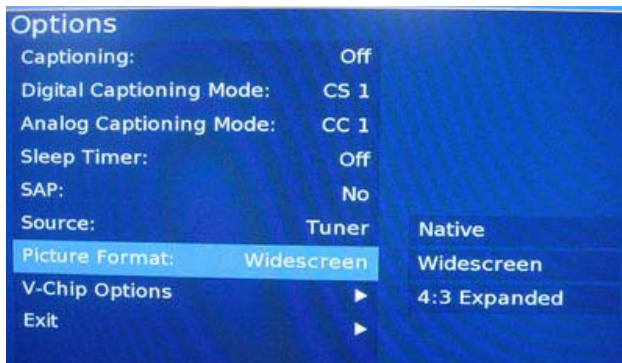 Options
Captioning: Off
Digital Captioning Mode: CS 1
Analog Captioning Mode: CC 1
Sleep Timer: Off
SAP: No
Source: Tuner
Picture Format: Widescreen
V-Chip Options
Exit
Native
Widescreen
4:3 Expanded